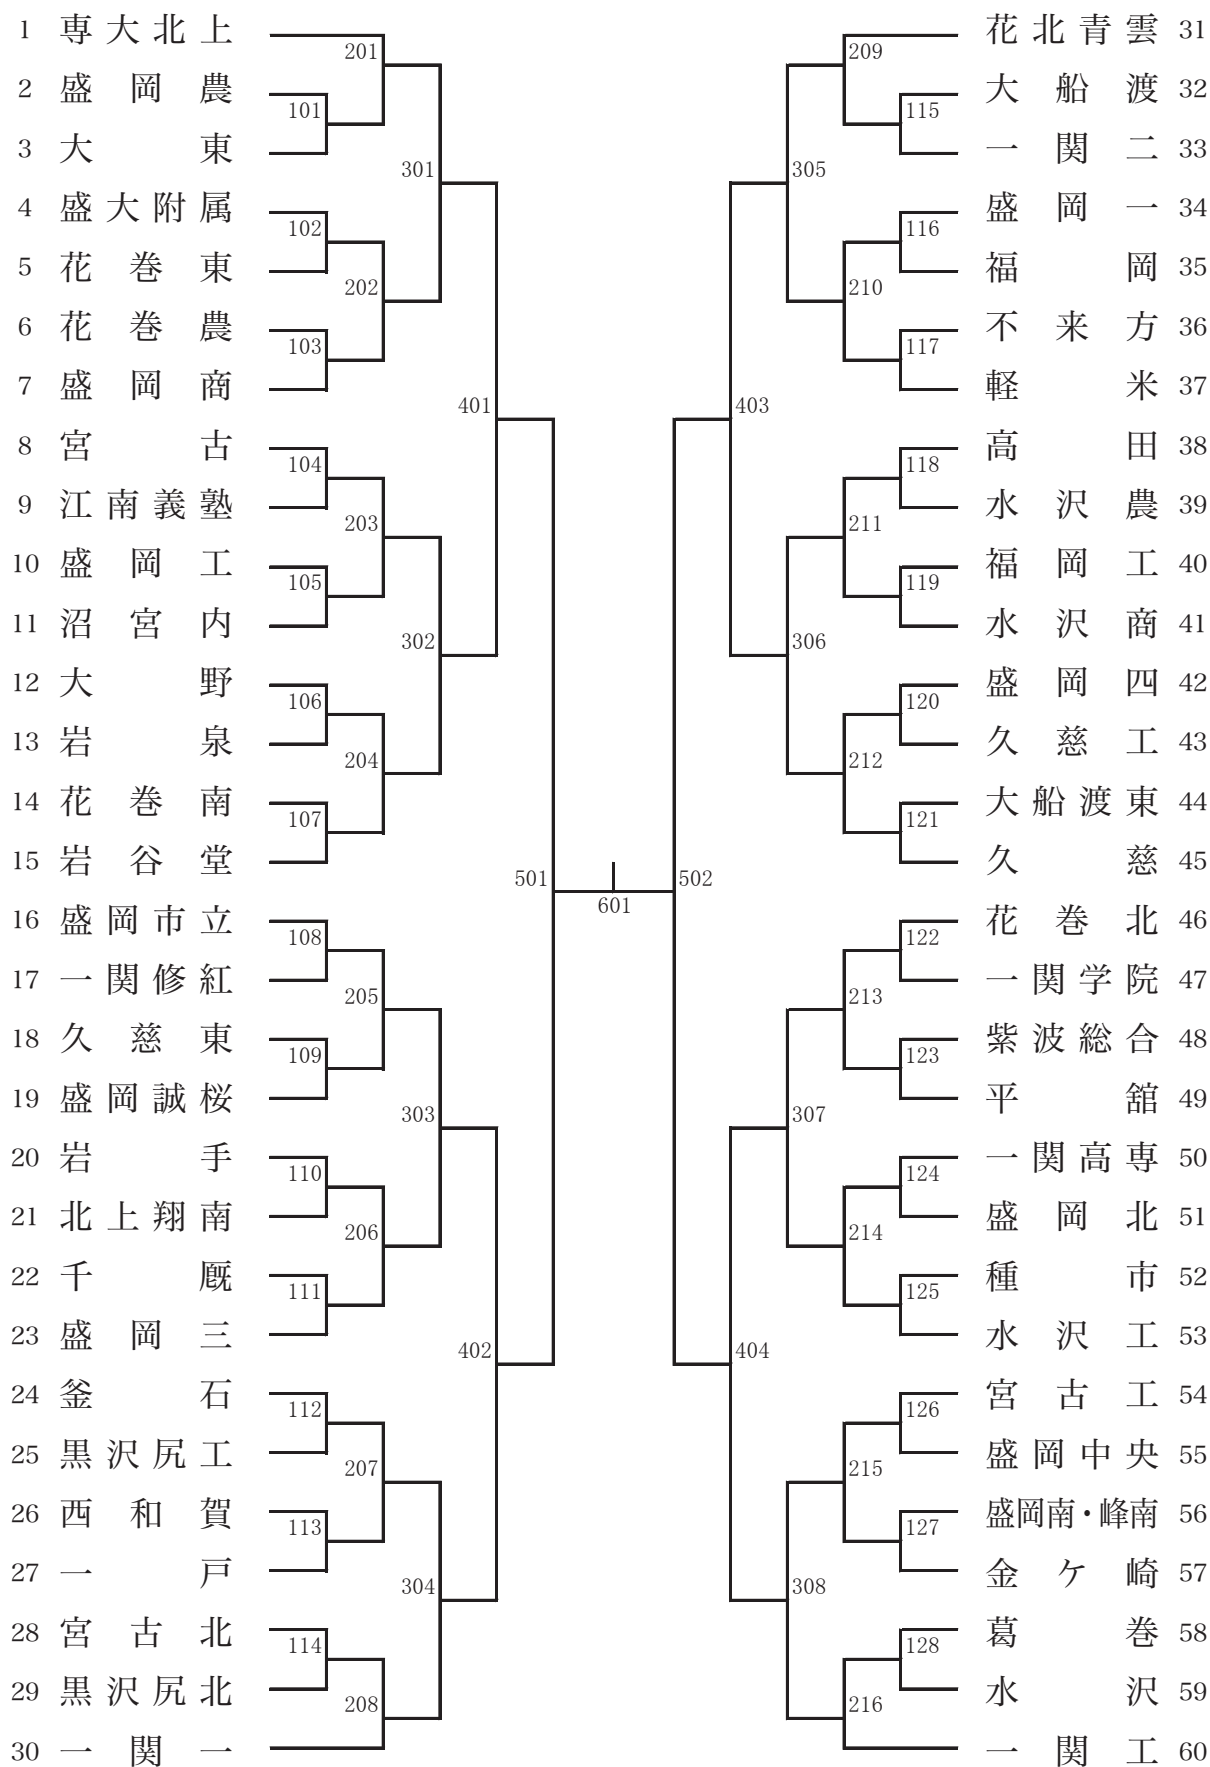 1 専大北上
201
2 盛岡農
101
3 大東
301
4 盛大附属
102
5 花巻東
202
6 花巻農
103
7 盛岡商
401
8 宮古
104
9 江南義塾
203
10 盛岡工
105
11 沼宮内
302
12 大野
106
13 岩泉
204
14 花巻南
107
15 岩谷堂
501
16 盛岡市立
108
17 一関修紅
205
18 久慈東
109
19 盛岡誠桜
303
20 岩手
110
21 北上翔南
206
22 千厩
111
23 盛岡三
402
24 釜石
112
25 黒沢尻工
207
26 西和賀
113
27 一戸
304
28 宮古北
114
29 黒沢尻北
208
30 一関一
601
花北青雲 31
209
大船渡 32
115
一関二 33
305
盛岡一 34
116
福岡 35
210
不来方 36
117
軽米 37
403
高田 38
118
水沢農 39
211
福岡工 40
119
水沢商 41
306
盛岡四 42
120
久慈工 43
212
大船渡東 44
121
久慈 45
502
花巻北 46
122
一関学院 47
213
紫波総合 48
123
平舘 49
307
一関高専 50
124
盛岡北 51
214
種市 52
125
水沢工 53
404
宮古工 54
126
盛岡中央 55
215
盛岡南・峰南 56
127
金ケ崎 57
308
葛巻 58
128
水沢 59
216
一関工 60